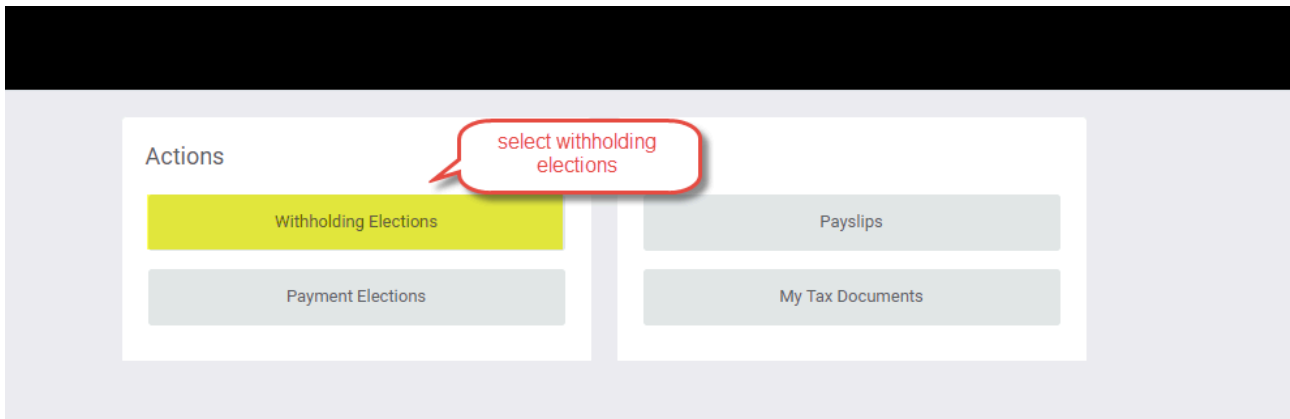 select withholding
elections
Actions
Withholding Elections
Payment Elections
Payslips
My Tax Documents